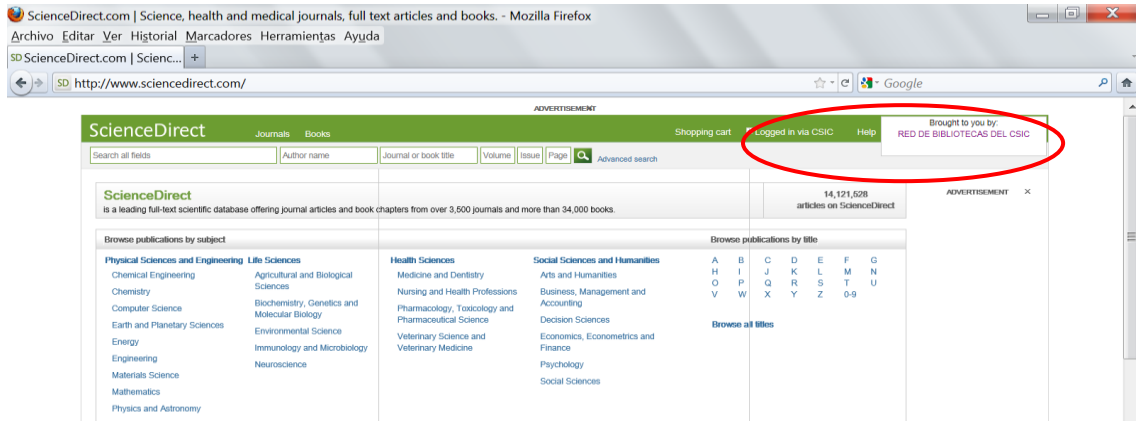 ScienceDirect.com | Science, health and medical journals, full text articles and books. - Mozilla Firefox
Archivo Editar Ver Historial Marcadores Herramientas Ayuda
SD ScienceDirect.com | Scienc... +
SD http://www.sciencedirect.com/ Google
ADVERTISEMENT
ScienceDirect Journals Books Shopping cart Logged in via CSIC Help
Brought to you by:
RED DE BIBLIOTECAS DEL CSIC
Search all fields Author name Journal or book title Volume Issue Page Advanced search
ScienceDirect
is a leading full-text scientific database offering journal articles and book chapters from over 3,500 journals and more than 34,000 books.
14,121,528
articles on ScienceDirect
ADVERTISEMENT ×
Browse publications by subject
Physical Sciences and Engineering
Chemical Engineering
Chemistry
Computer Science
Earth and Planetary Sciences
Energy
Engineering
Materials Science
Mathematics
Physics and Astronomy
Life Sciences
Agricultural and Biological
Sciences
Biochemistry, Genetics and
Molecular Biology
Environmental Science
Immunology and Microbiology
Neuroscience
Health Sciences
Medicine and Dentistry
Nursing and Health Professions
Pharmacology, Toxicology and
Pharmaceutical Science
Veterinary Science and
Veterinary Medicine
Social Sciences and Humanities
Arts and Humanities
Business, Management and
Accounting
Decision Sciences
Economics, Econometrics and
Finance
Psychology
Social Sciences
Browse publications by title
A B C D E F G
H I J K L M N
O P Q R S T U
V W X Y Z 0-9
Browse all titles